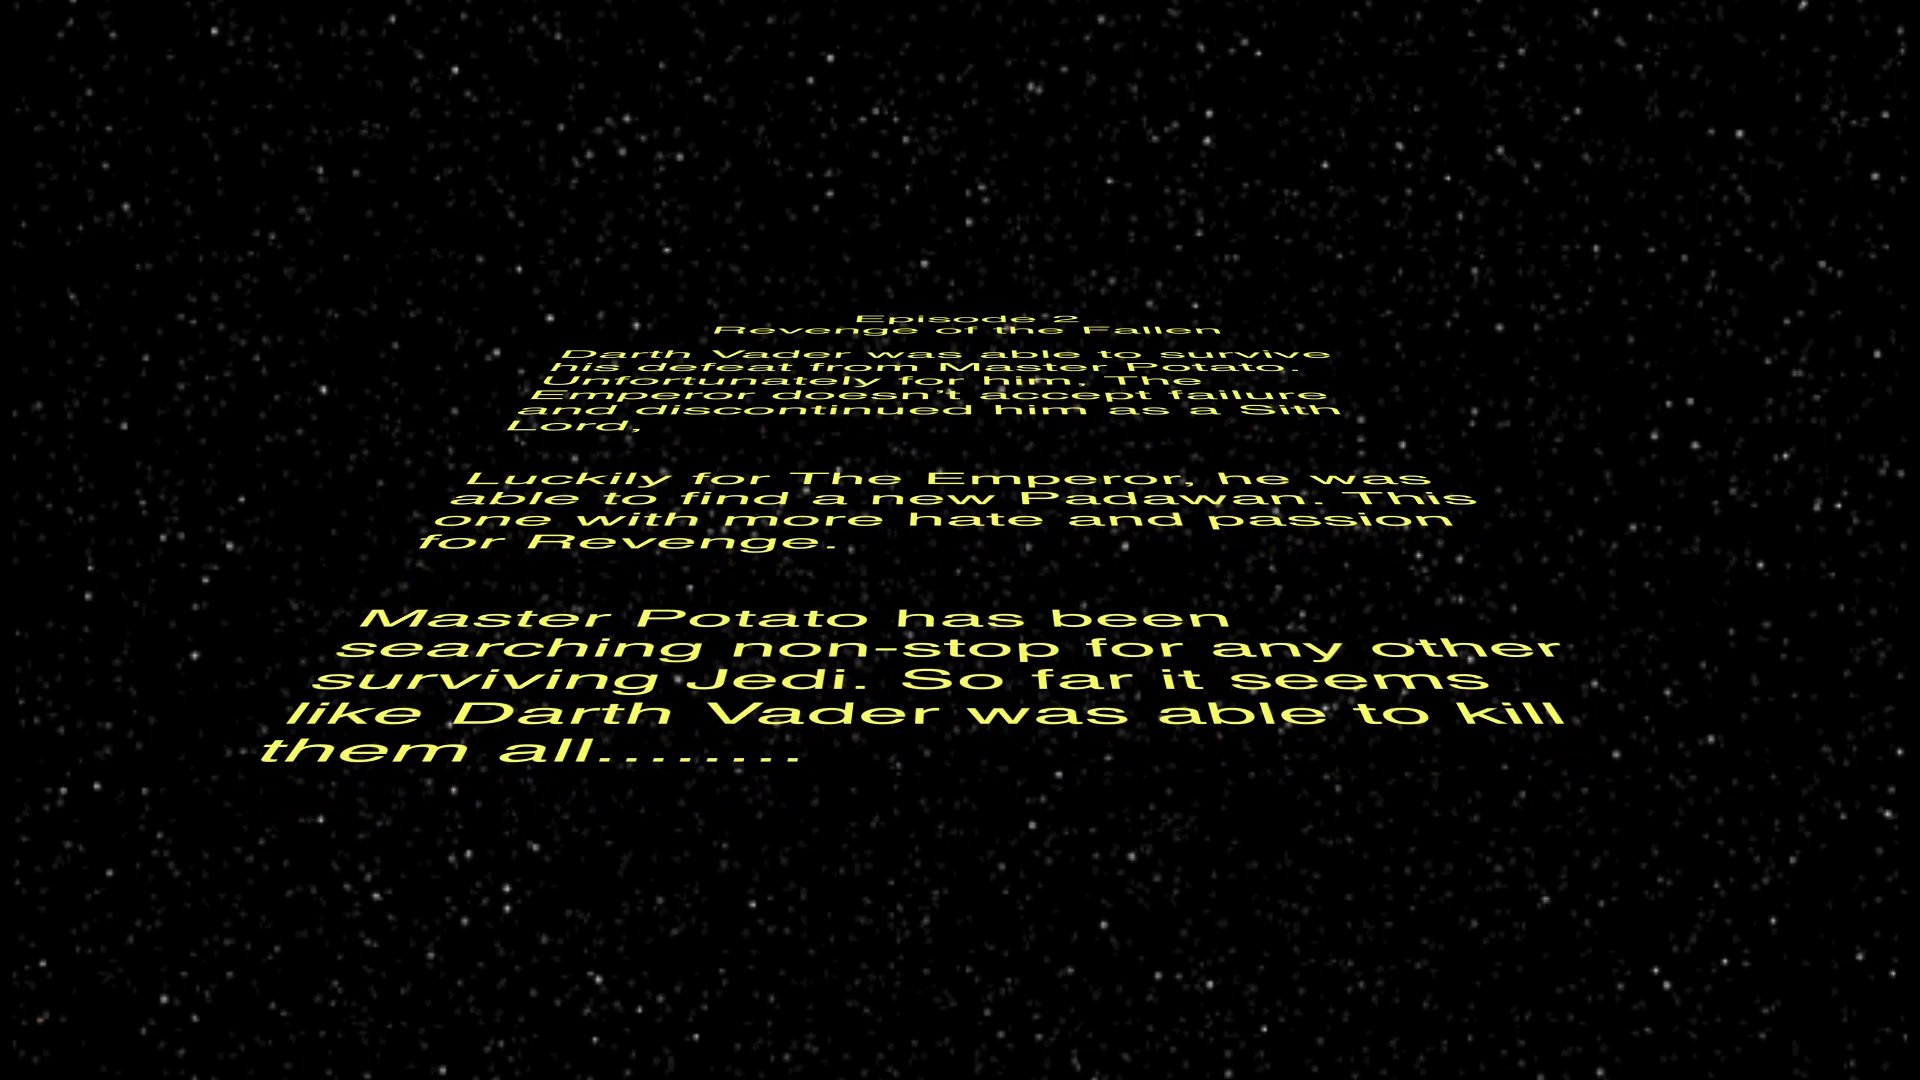 Episode 2
Revenge of the Fallen
Darth Vader was able to survive
his defeat from Master Potato.
Unfortunately for him, The
Emperor doesn't accept failure
and discontinued him as a Sith
Lord,
Luckily for The Emperor, he was
able to find a new Padawan. This
one with more hate and passion
for Revenge.
Master Potato has been
searching non-stop for any other
surviving Jedi. So far it seems
like Darth Vader was able to kill
them all........